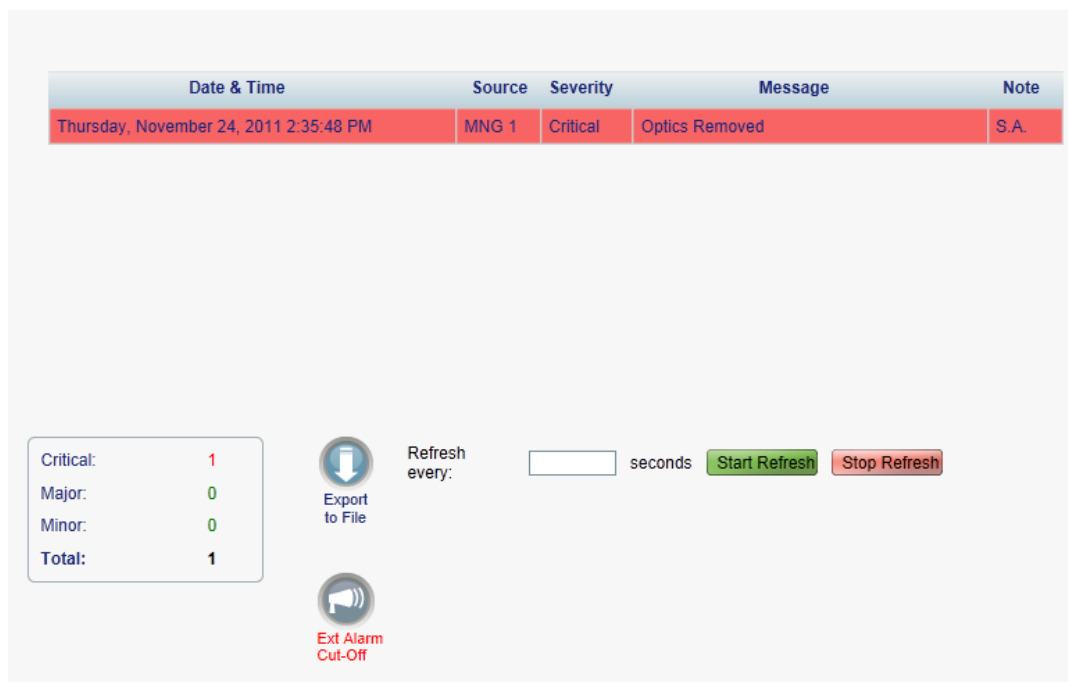 Date & Time Source Severity Message Note
Thursday, November 24, 2011 2:35:48 PM MNG 1 Critical Optics Removed S.A.
Critical: 1
Major: 0
Minor: 0
Total: 1
Export
to File
Refresh
every:
seconds Start Refresh Stop Refresh
Ext Alarm
Cut-Off